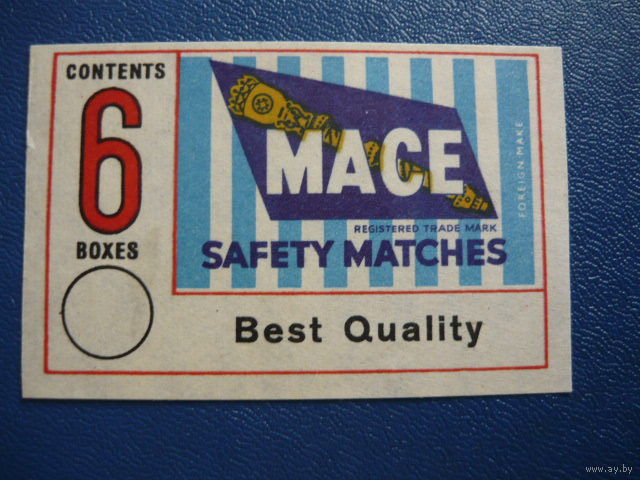 CONTENTS
6
BOXES
MACE
REGISTERED TRADE MARK
SAFETY MATCHES
FOREIGN MAKE
Best Quality
www.ay.by